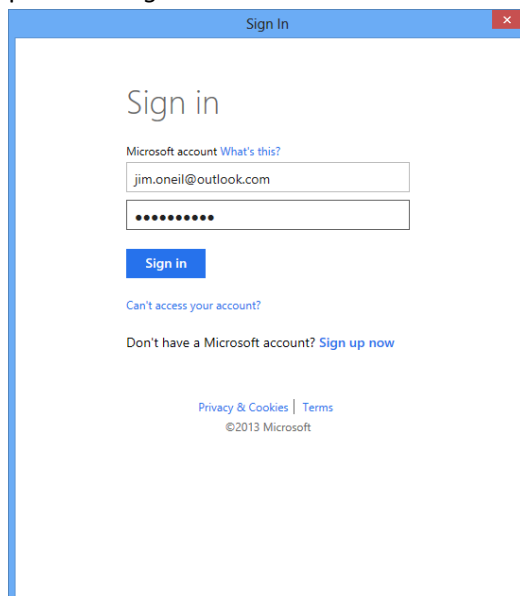 Sign In
Sign in
Microsoft account What's this?
jim.oneil@outlook.com
●●●●●●●●●●
Sign in
Can't access your account?
Don't have a Microsoft account? Sign up now
Privacy & Cookies | Terms
©2013 Microsoft